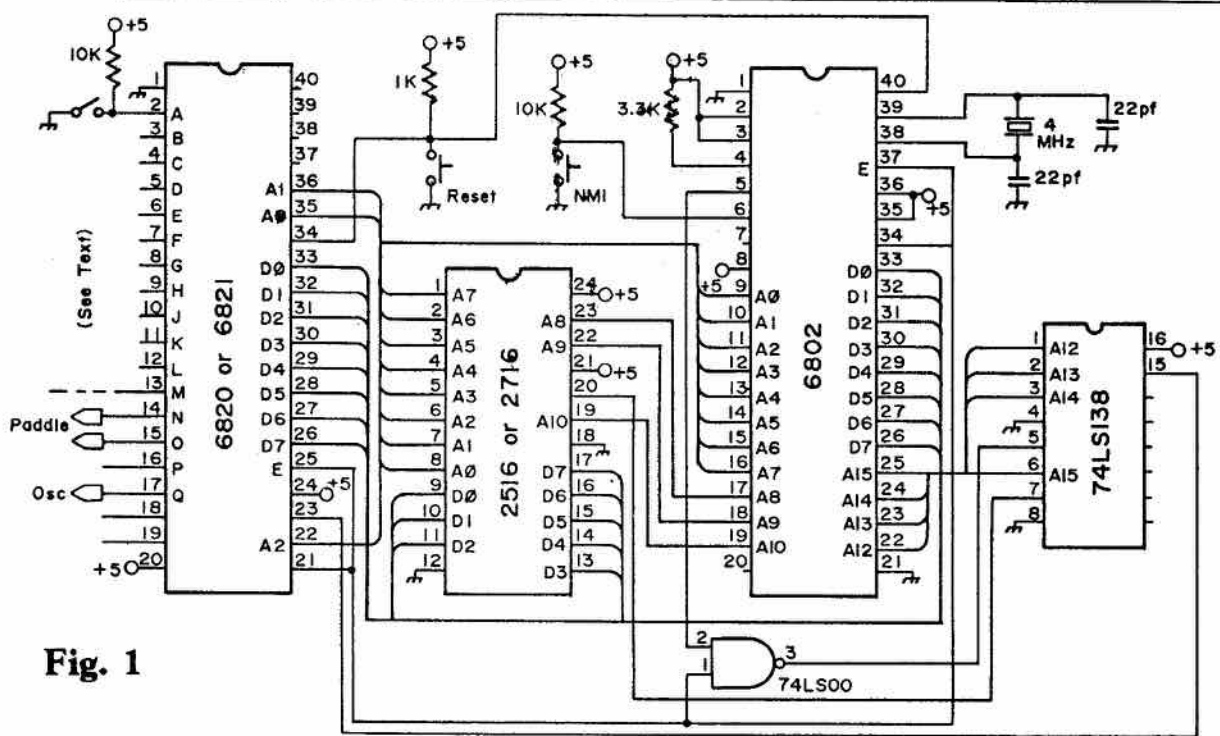 +5
10K
1
2 A
3 B
4 C
5 D
6 E
7 F
8 G
9 H
10 J
11 K
12 L
13 M
14 N
15 O
16 P
17 Q
18
19
20
+5
(See Text)
Paddle
Osc
6820 or 6821
40
39
38
37
A1 36
AØ 35
34
DØ 33
D1 32
D2 31
D3 30
D4 29
D5 28
D6 27
D7 26
E 25
24 +5
23
A2 22
21
+5
1K
Reset
+5
10K
NMI
1 A7
2 A6
3 A5
4 A4
5 A3
6 A2
7 A1
8 AØ
9 DØ
10 D1
11 D2
12
2516 or 2716
24 +5
A8 23
A9 22
21 +5
20
A10 19
18
D7 17
D6 16
D5 15
D4 14
D3 13
+5
3.3K
1
2
3
4
5
6
7
8
+5
9 AØ
10 A1
11 A2
12 A3
13 A4
14 A5
15 A6
16 A7
17 A8
18 A9
19 A10
20
6802
40
39
38
E 37
36
35
+5
34
DØ 33
D1 32
D2 31
D3 30
D4 29
D5 28
D6 27
D7 26
A15 25
A14 24
A13 23
A12 22
21
4
MHz
22pf
22pf
1 A12
2 A13
3 A14
4
5
6 A15
7
8
74LS138
16 +5
15
2
1
3
74LS00
Fig. 1